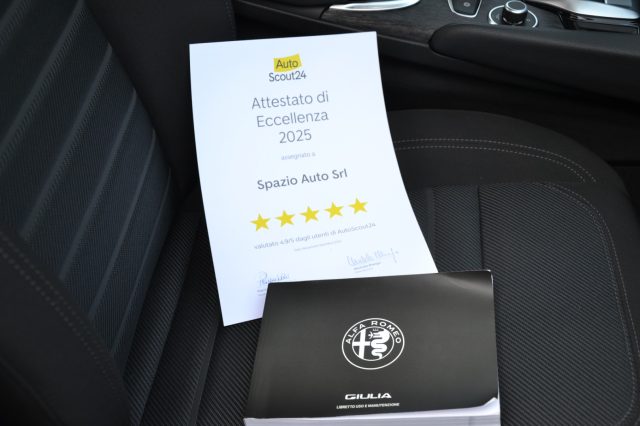 Auto
Scout24
Attestato di
Eccellenza
2025
assegnato a
Spazio Auto Srl
valutato 4.9/5 dagli utenti di AutoScout24
ALFA ROMEO
GIULIA
LIBRETTO USO E MANUTENZIONE